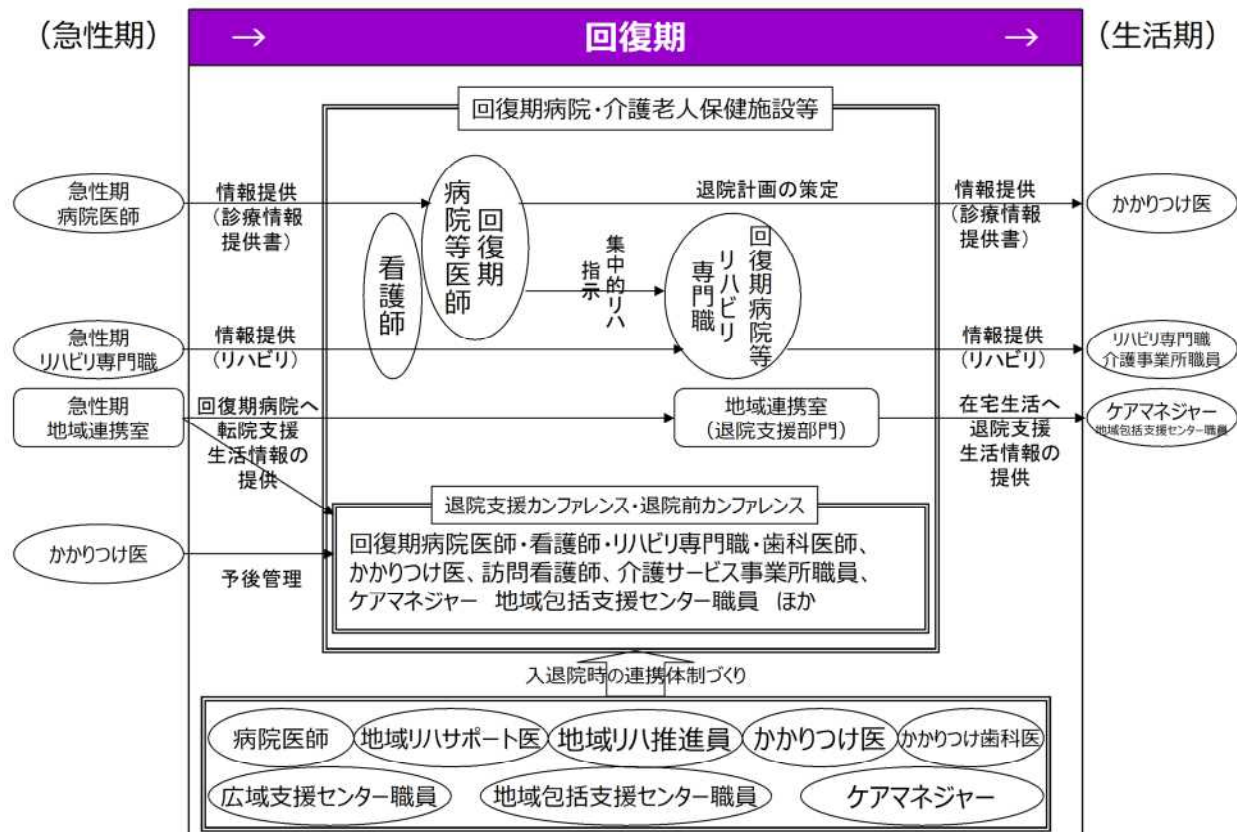 （急性期）
→ 回復期 →
（生活期）
回復期病院・介護老人保健施設等
急性期
病院医師
情報提供
（診療情報
提供書）
看護師
回復期
病院等医師
退院計画の策定
集中的リハ
指示
回復期病院等
リハビリ
専門職
情報提供
（診療情報
提供書）
かかりつけ医
急性期
リハビリ専門職
情報提供
（リハビリ）
情報提供
（リハビリ）
リハビリ専門職
介護事業所職員
急性期
地域連携室
回復期病院へ
転院支援
生活情報の
提供
地域連携室
（退院支援部門）
在宅生活へ
退院支援
生活情報の
提供
ケアマネジャー
地域包括支援センター職員
退院支援カンファレンス・退院前カンファレンス
回復期病院医師・看護師・リハビリ専門職・歯科医師、
かかりつけ医、訪問看護師、介護サービス事業所職員、
ケアマネジャー　地域包括支援センター職員　ほか
かかりつけ医
予後管理
入退院時の連携体制づくり
病院医師
地域リハサポート医
地域リハ推進員
かかりつけ医
かかりつけ歯科医
広域支援センター職員
地域包括支援センター職員
ケアマネジャー